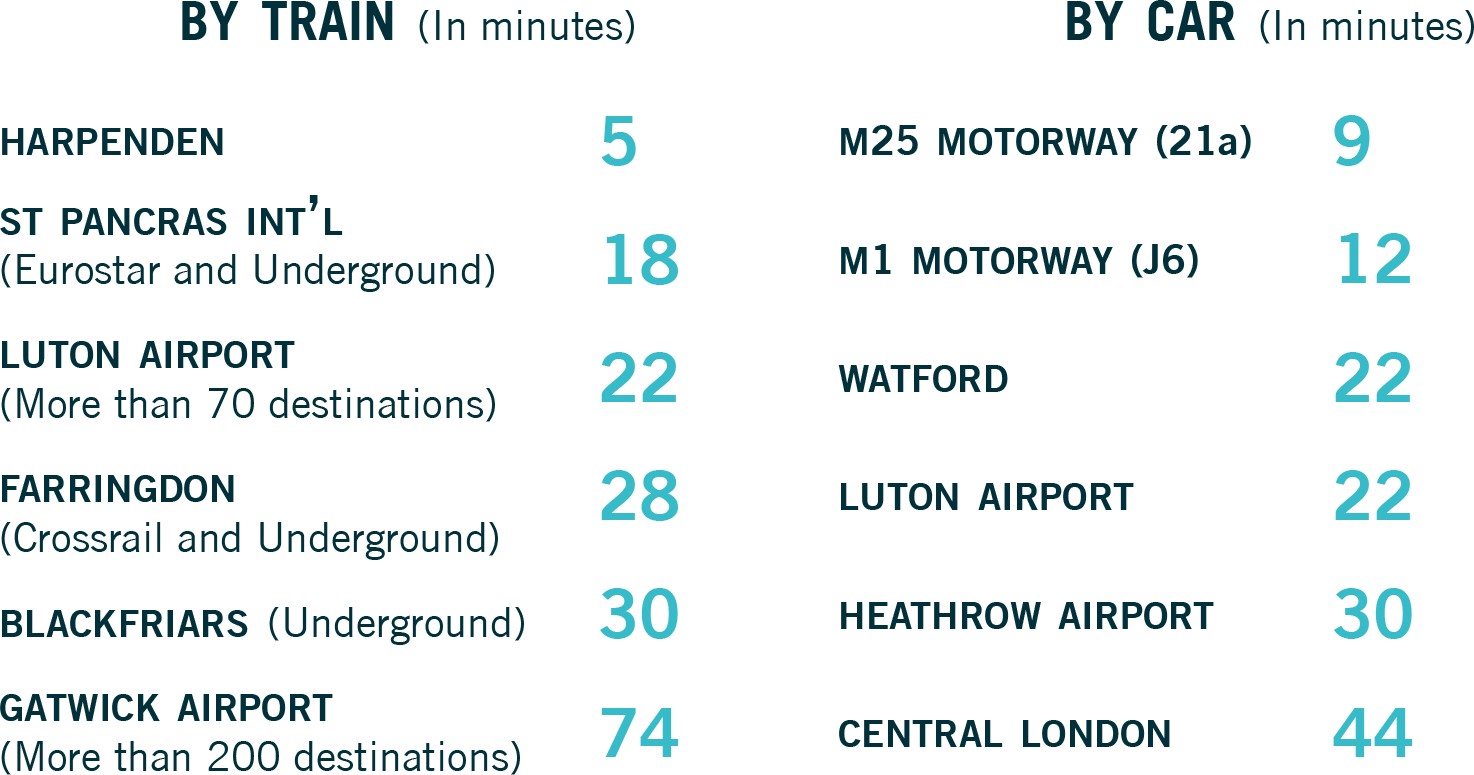 BY TRAIN (In minutes)
HARPENDEN 5
ST PANCRAS INT’L
(Eurostar and Underground) 18
LUTON AIRPORT
(More than 70 destinations) 22
FARRINGDON
(Crossrail and Underground) 28
BLACKFRIARS (Underground) 30
GATWICK AIRPORT
(More than 200 destinations) 74
BY CAR (In minutes)
M25 MOTORWAY (21a) 9
M1 MOTORWAY (J6) 12
WATFORD 22
LUTON AIRPORT 22
HEATHROW AIRPORT 30
CENTRAL LONDON 44